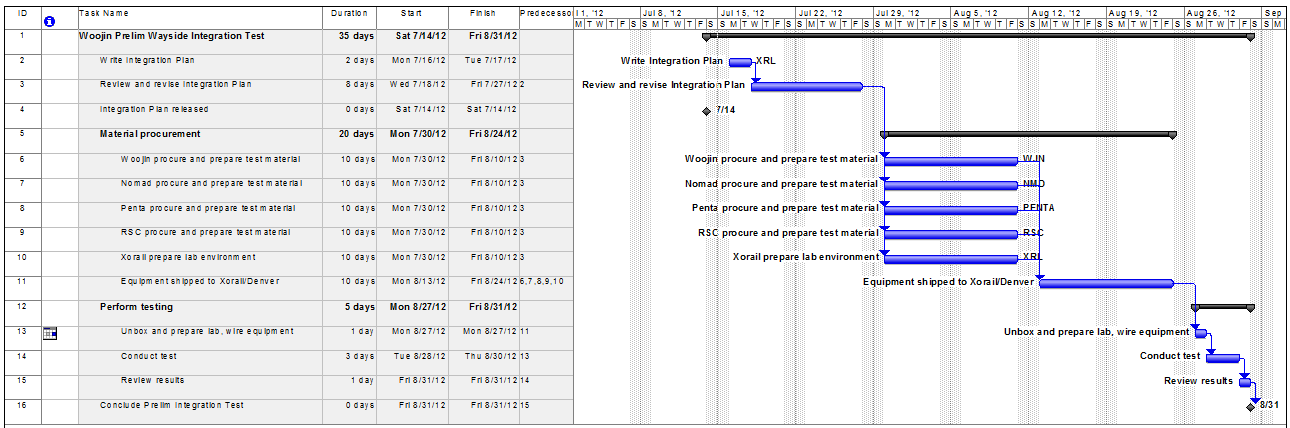 ID Task Name Duration Start Finish Predecesso l 1, '12 Jul 8, '12 Jul 15, '12 Jul 22, '12 Jul 29, '12 Aug 5, '12 Aug 12, '12 Aug 19, '12 Aug 26, '12 Sep
M T W T F S S M T W T F S S M T W T F S S M T W T F S S M T W T F S S M T W T F S S M T W T F S S M T W T F S S M T W T F S S M
1 Woojin Prelim Wayside Integration Test 35 days Sat 7/14/12 Fri 8/31/12
2 Write Integration Plan 2 days Mon 7/16/12 Tue 7/17/12 Write Integration Plan XRL
3 Review and revise Integration Plan 8 days Wed 7/18/12 Fri 7/27/12 2 Review and revise Integration Plan
4 Integration Plan released 0 days Sat 7/14/12 Sat 7/14/12 7/14
5 Material procurement 20 days Mon 7/30/12 Fri 8/24/12
6 Woojin procure and prepare test material 10 days Mon 7/30/12 Fri 8/10/12 3 Woojin procure and prepare test material WJN
7 Nomad procure and prepare test material 10 days Mon 7/30/12 Fri 8/10/12 3 Nomad procure and prepare test material NMD
8 Penta procure and prepare test material 10 days Mon 7/30/12 Fri 8/10/12 3 Penta procure and prepare test material PENTA
9 RSC procure and prepare test material 10 days Mon 7/30/12 Fri 8/10/12 3 RSC procure and prepare test material RSC
10 Xorail prepare lab environment 10 days Mon 7/30/12 Fri 8/10/12 3 Xorail prepare lab environment XRL
11 Equipment shipped to Xorail/Denver 10 days Mon 8/13/12 Fri 8/24/12 6,7,8,9,10 Equipment shipped to Xorail/Denver
12 Perform testing 5 days Mon 8/27/12 Fri 8/31/12
13 Unbox and prepare lab, wire equipment 1 day Mon 8/27/12 Mon 8/27/12 11 Unbox and prepare lab, wire equipment
14 Conduct test 3 days Tue 8/28/12 Thu 8/30/12 13 Conduct test
15 Review results 1 day Fri 8/31/12 Fri 8/31/12 14 Review results
16 Conclude Prelim Integration Test 0 days Fri 8/31/12 Fri 8/31/12 15 8/31